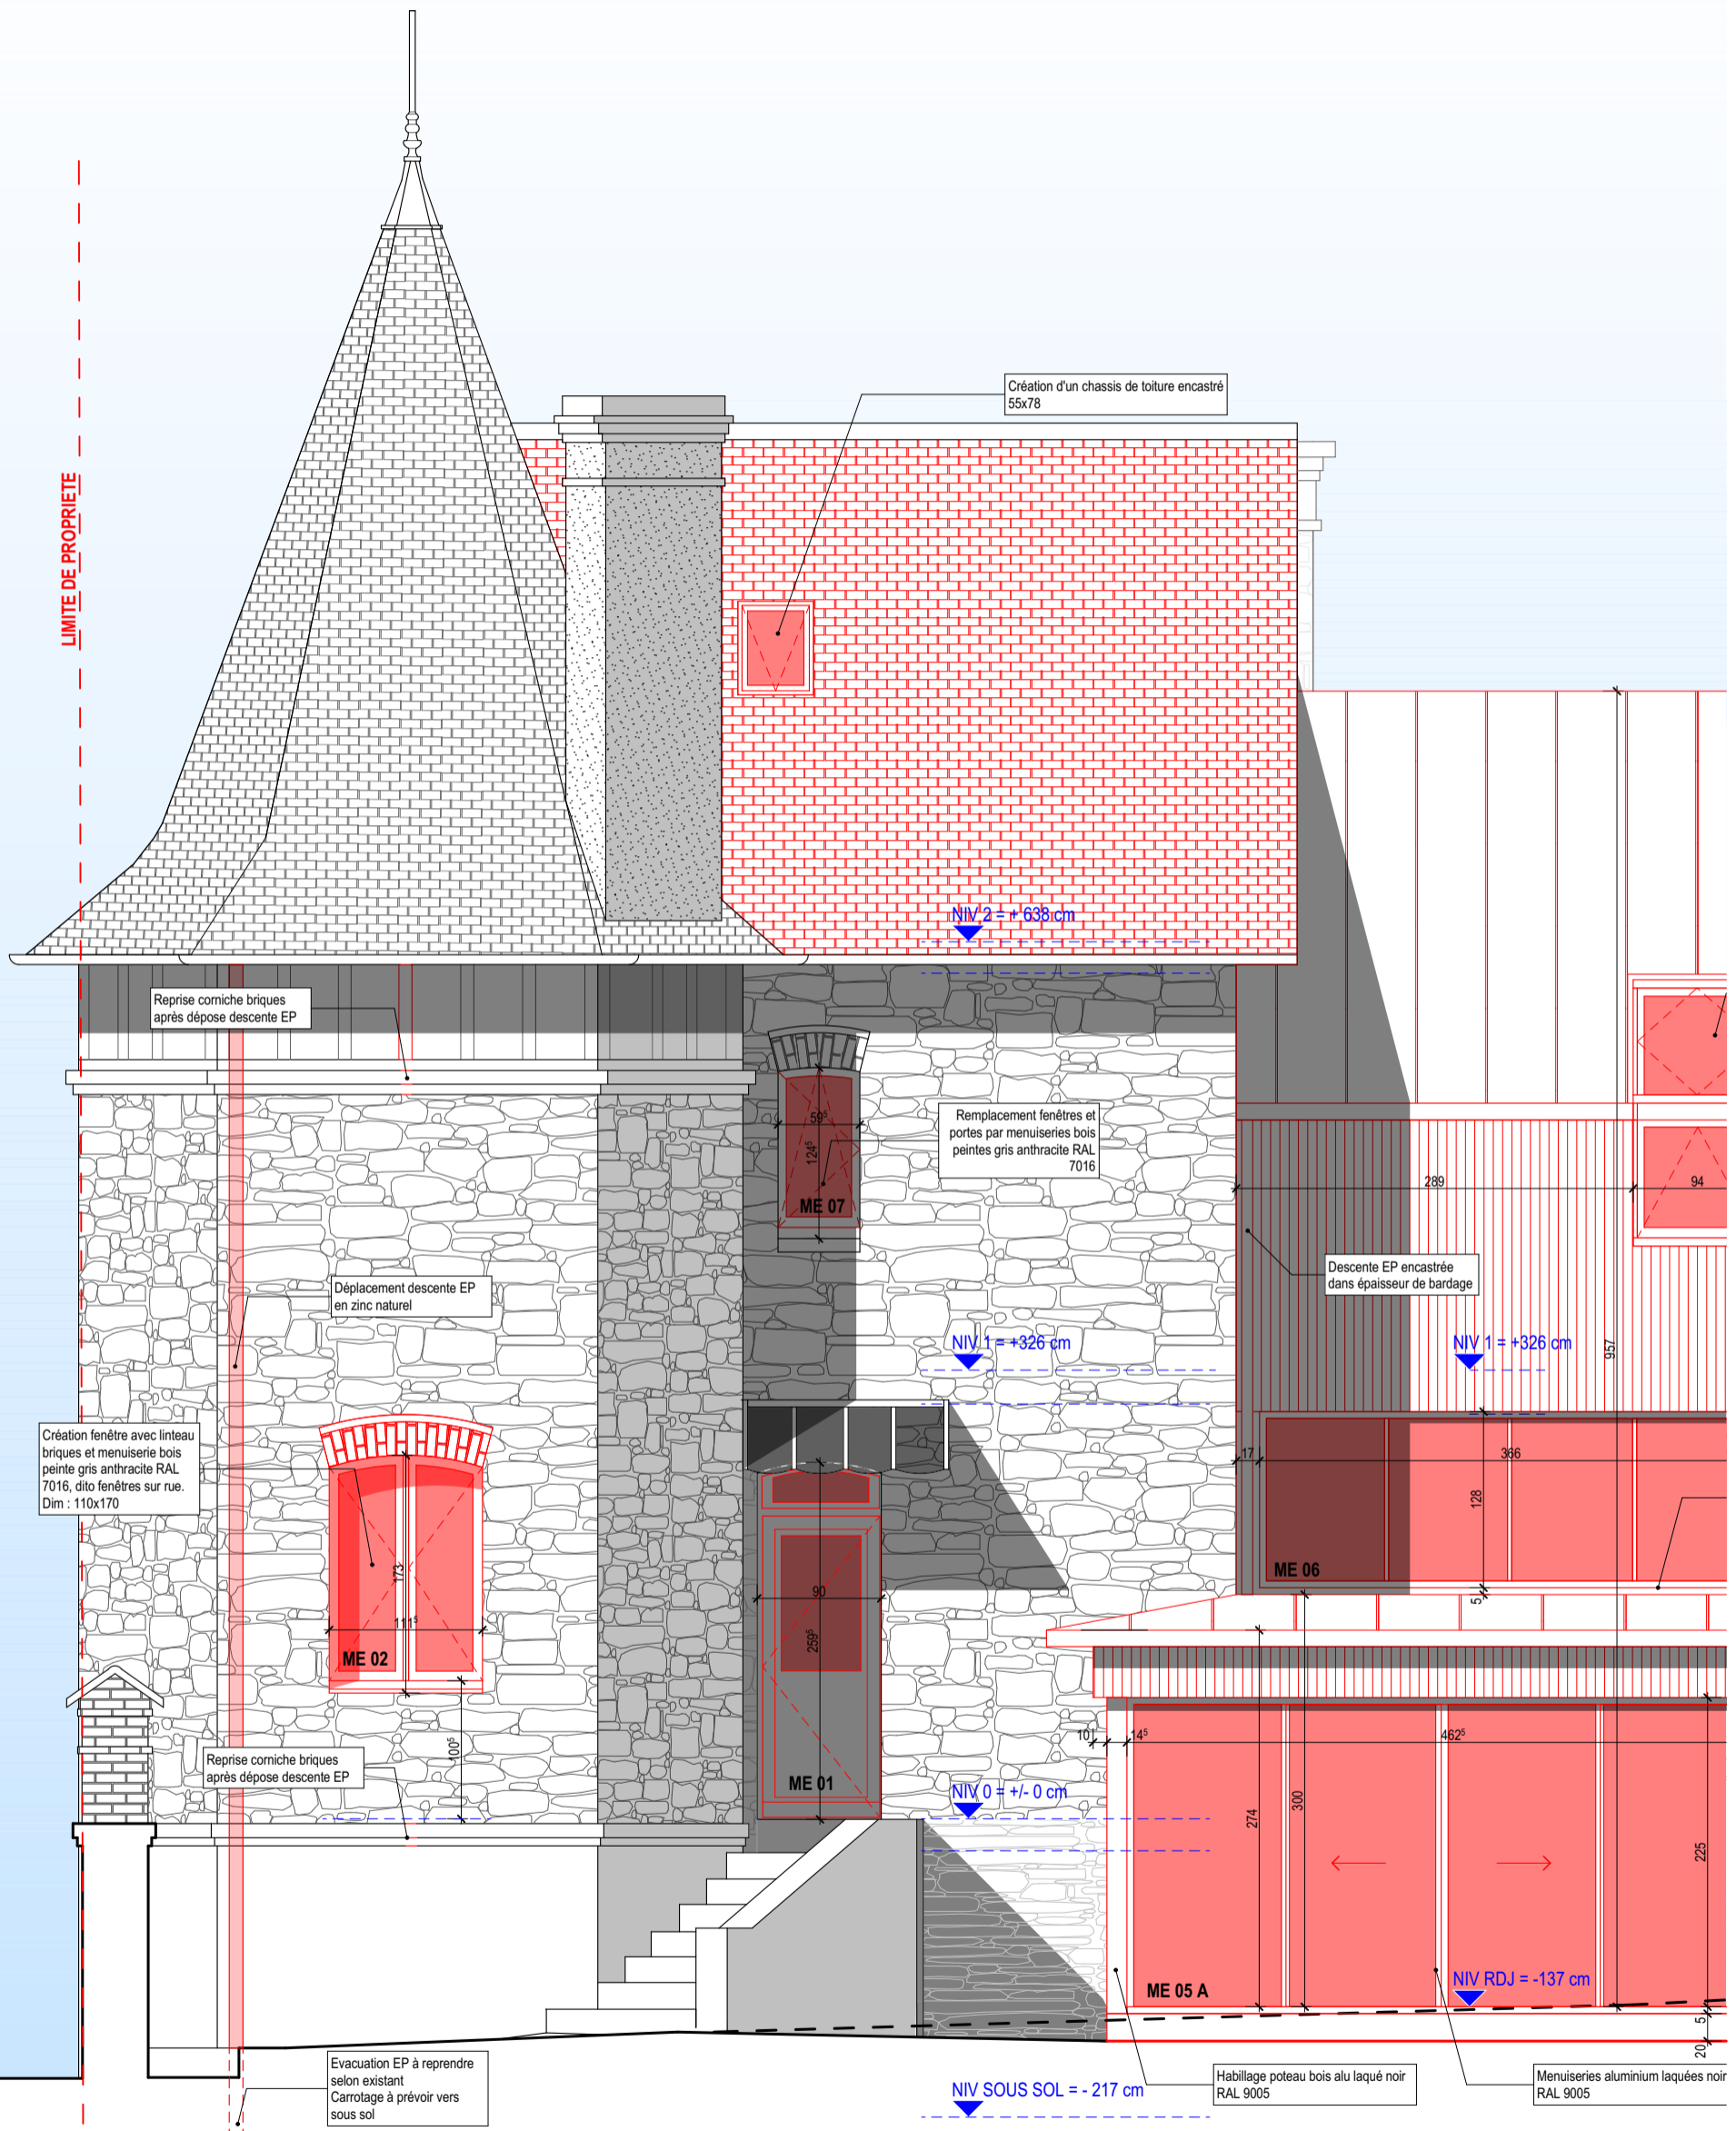 Création d'un chassis de toiture encastré
55x78
LIMITE DE PROPRIETE
NIV 2 = + 638 cm
Reprise corniche briques
après dépose descente EP
59⁵
124⁵
ME 07
Remplacement fenêtres et
portes par menuiseries bois
peintes gris anthracite RAL
7016
289
94
Descente EP encastrée
dans épaisseur de bardage
Déplacement descente EP
en zinc naturel
NIV 1 = +326 cm
NIV 1 = +326 cm
957
Création fenêtre avec linteau
briques et menuiserie bois
peinte gris anthracite RAL
7016, dito fenêtres sur rue.
Dim : 110x170
17
366
128
5
ME 06
173
111⁵
ME 02
90
259⁵
100⁵
Reprise corniche briques
après dépose descente EP
ME 01
NIV 0 = +/- 0 cm
10
14⁵
462⁵
274
300
225
ME 05 A
NIV RDJ = -137 cm
5
20
Evacuation EP à reprendre
selon existant
Carrotage à prévoir vers
sous sol
NIV SOUS SOL = - 217 cm
Habillage poteau bois alu laqué noir
RAL 9005
Menuiseries aluminium laquées noir
RAL 9005